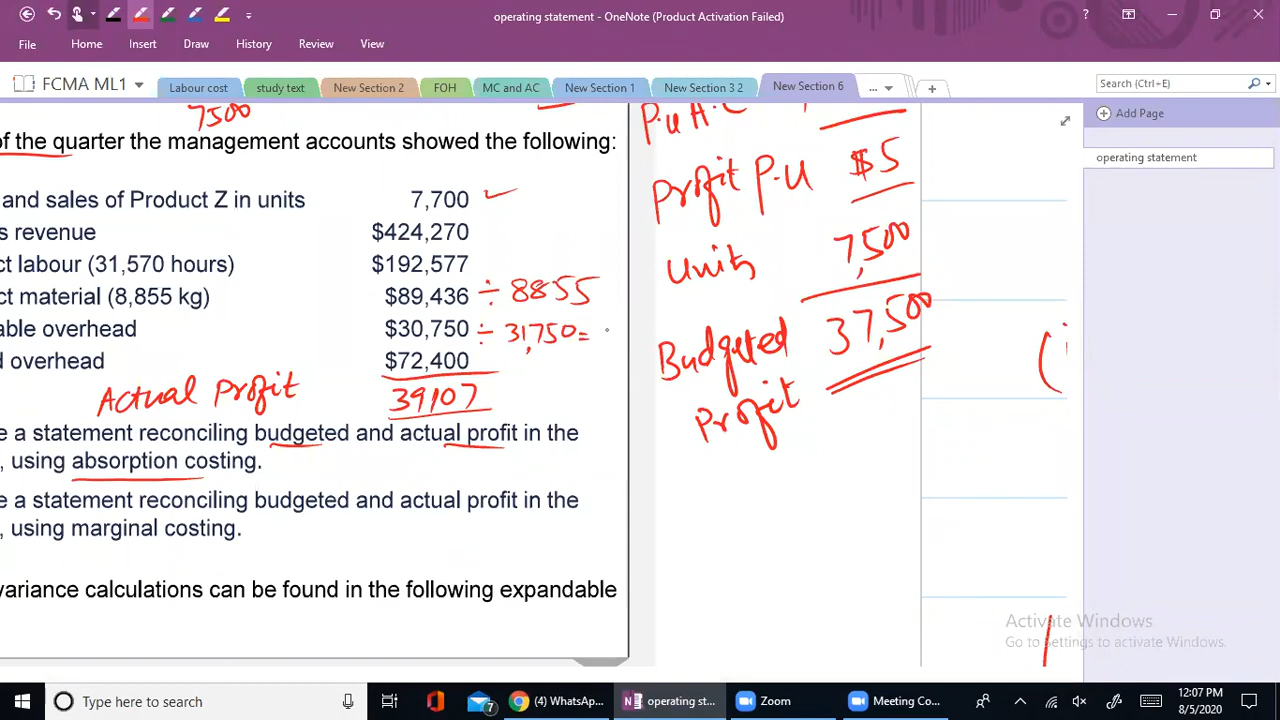 operating statement - OneNote (Product Activation Failed)
File Home Insert Draw History Review View
FCMA ML1 Labour cost study text New Section 2 FOH MC and AC New Section 1 New Section 3 2 New Section 6 ... Search (Ctrl+E)
Add Page
operating statement
7500
of the quarter the management accounts showed the following:
and sales of Product Z in units 7,700
s revenue $424,270
ct labour (31,570 hours) $192,577
ct material (8,855 kg) $89,436 ÷ 8855
able overhead $30,750 ÷ 31,750=
d overhead $72,400
Actual Profit 39107
e a statement reconciling budgeted and actual profit in the
, using absorption costing.
e a statement reconciling budgeted and actual profit in the
, using marginal costing.
variance calculations can be found in the following expandable
Profit P.U $5
Units 7,500
Budgeted 37,500
Profit
(i
Activate Windows
Go to Settings to activate Windows.
Type here to search
7
(4) WhatsApp...
operating st...
Zoom
Meeting Co...
12:07 PM
8/5/2020